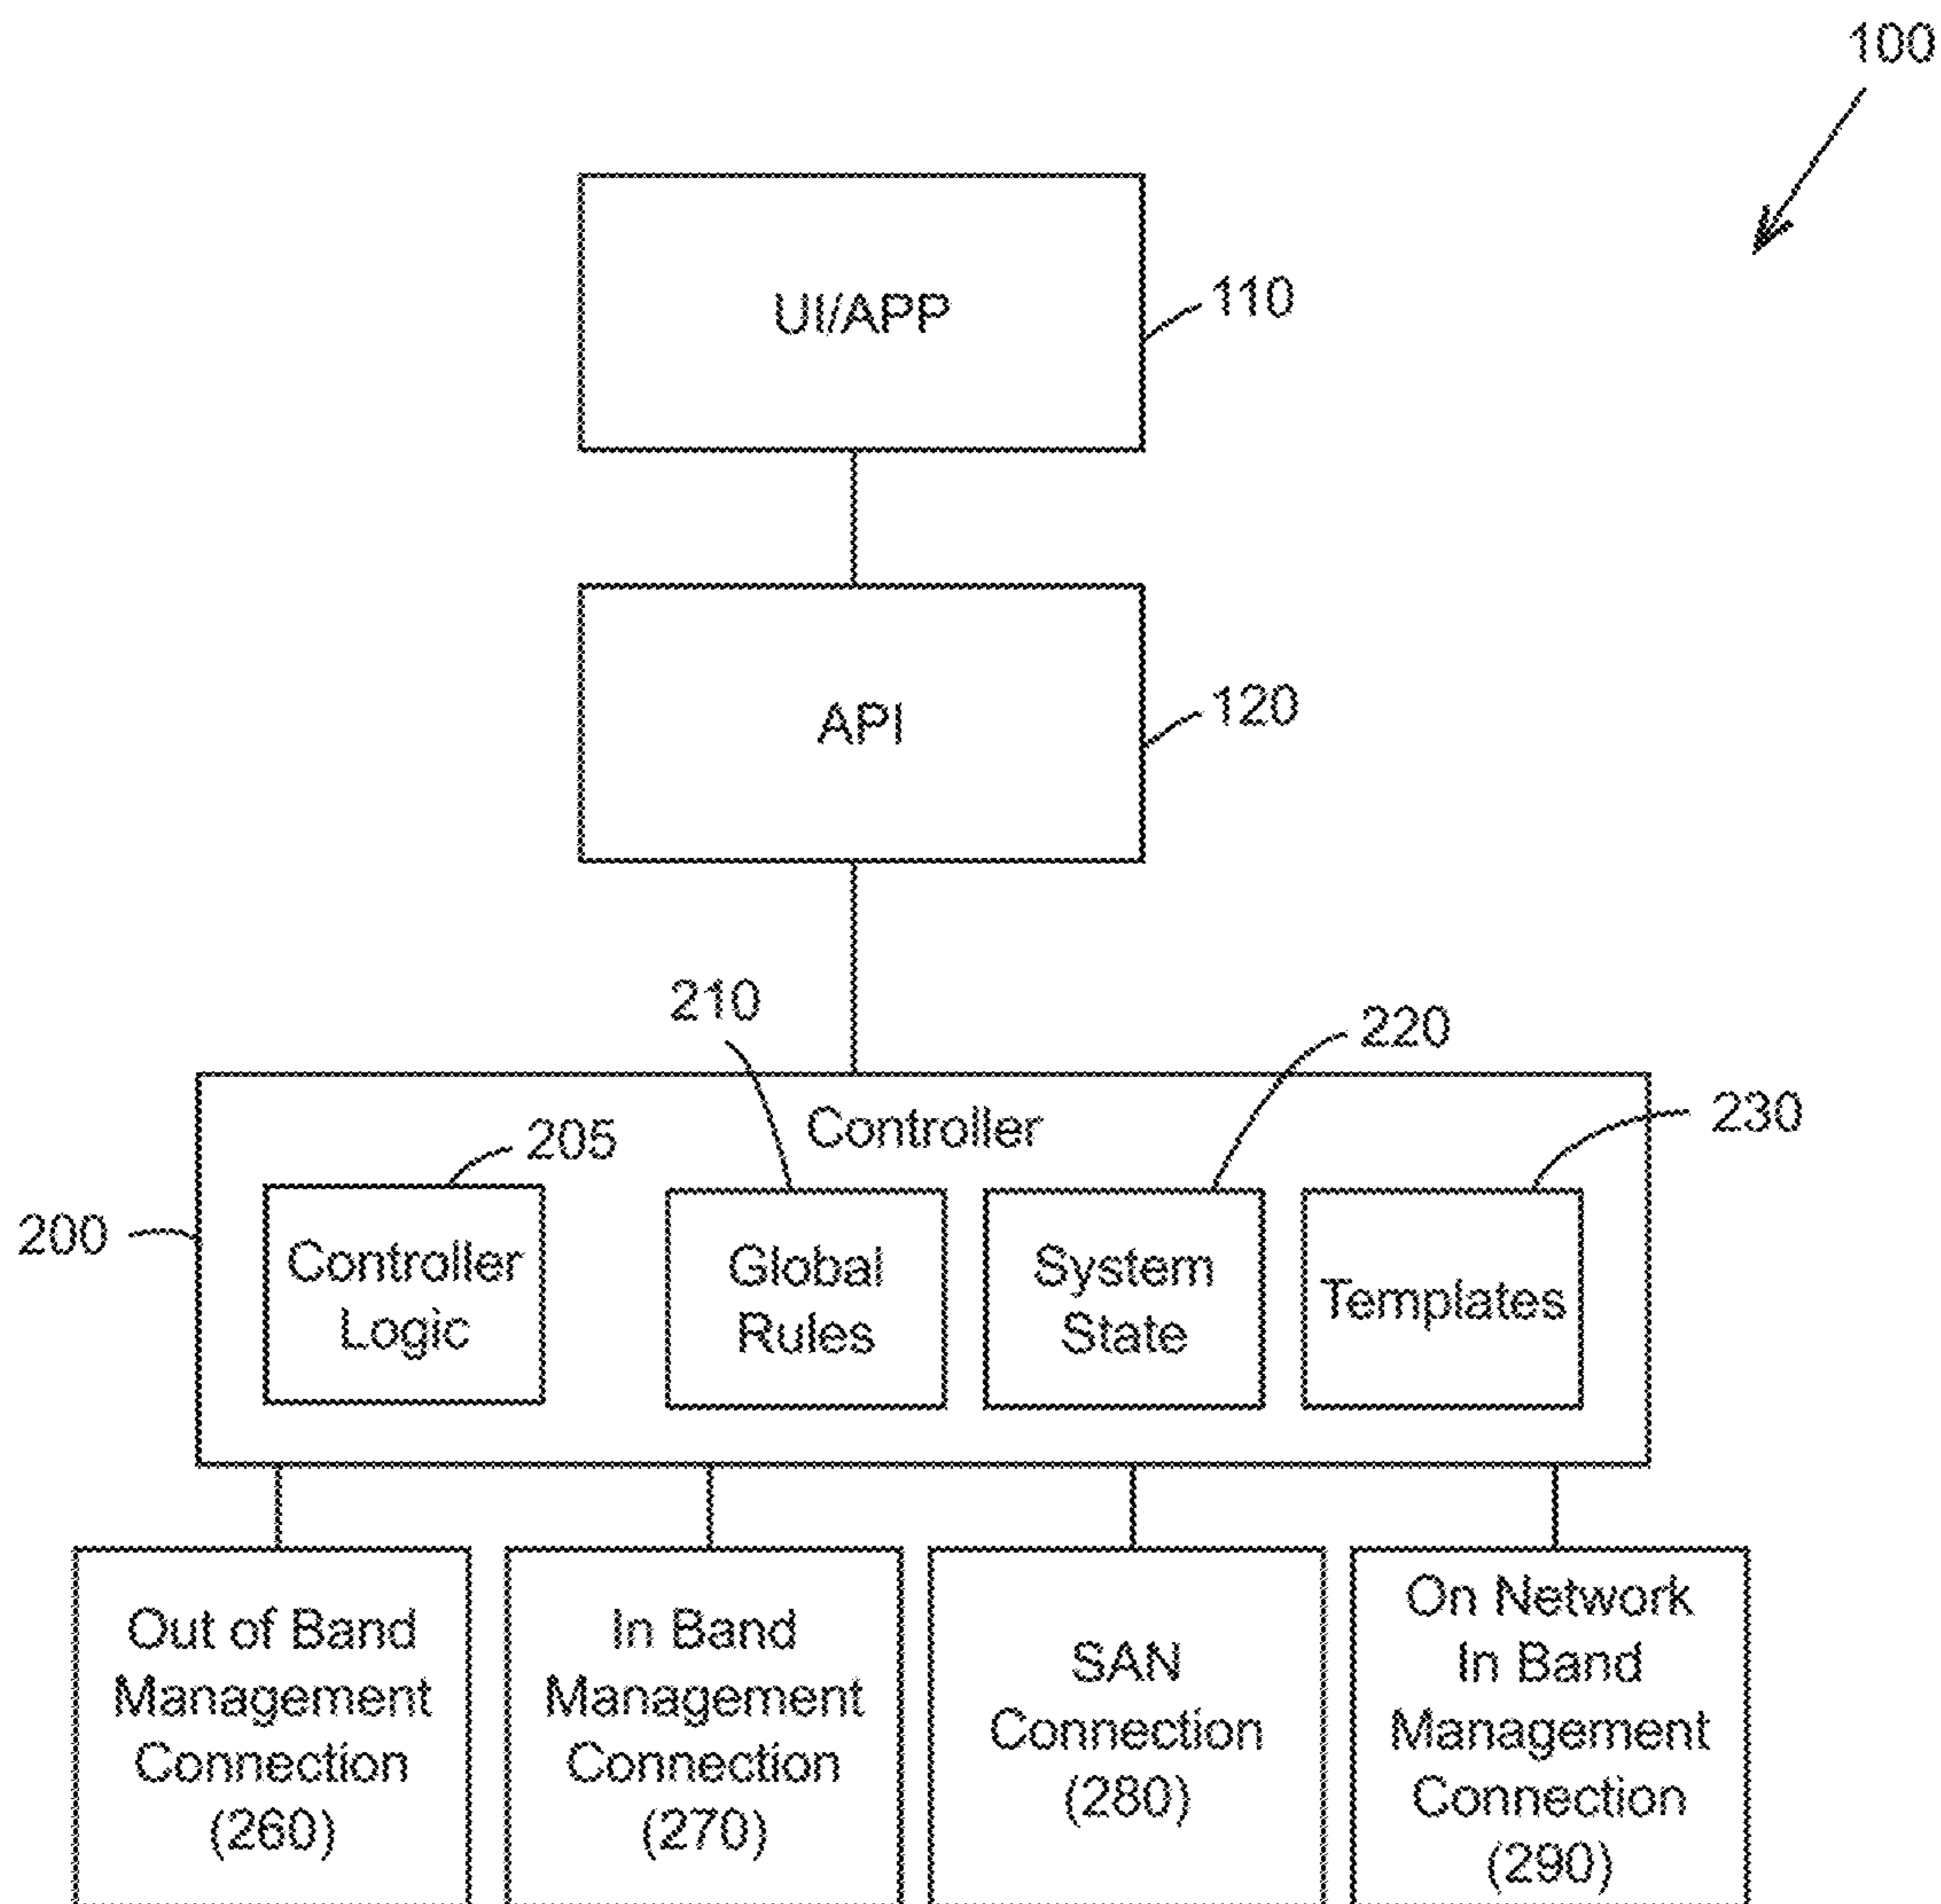 100
UI/APP
110
API
120
210
220
Controller
230
205
200
Controller
Logic
Global
Rules
System
State
Templates
Out of Band
Management
Connection
(260)
In Band
Management
Connection
(270)
SAN
Connection
(280)
On Network
In Band
Management
Connection
(290)